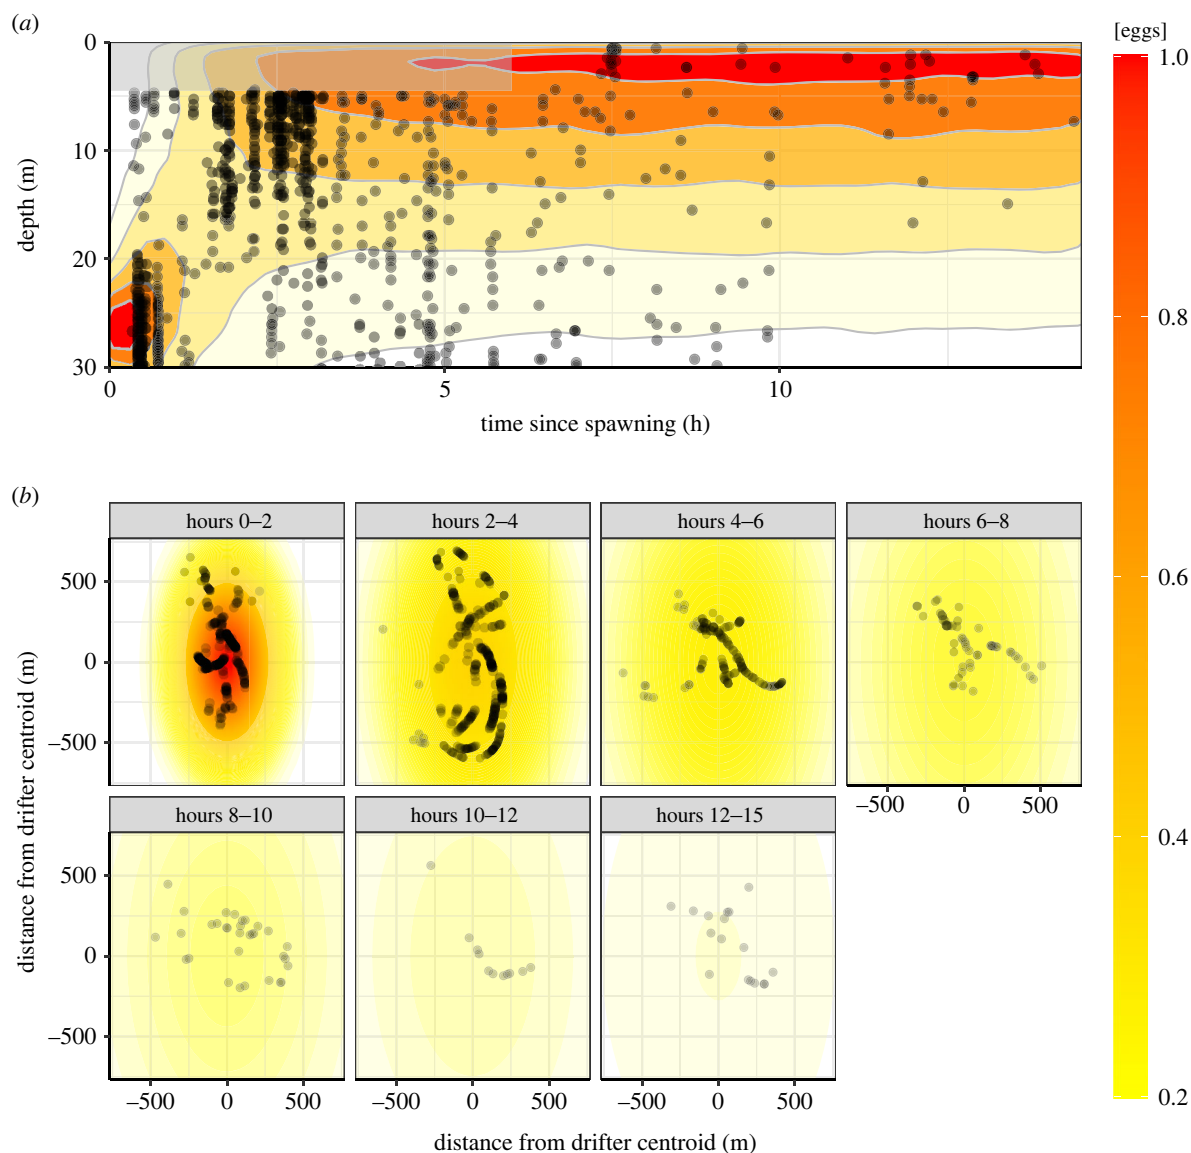 (a)
[eggs]
0
10
20
30
depth (m)
0
5
10
time since spawning (h)
1.0
0.8
0.6
0.4
0.2
(b)
hours 0–2
hours 2–4
hours 4–6
hours 6–8
500
0
–500
–500
0
500
hours 8–10
hours 10–12
hours 12–15
500
0
–500
distance from drifter centroid (m)
–500
0
500
–500
0
500
–500
0
500
distance from drifter centroid (m)